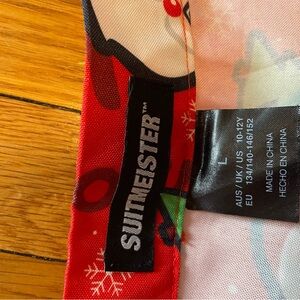 SUITMEISTER™
L
AUS / UK / US 10-12Y
EU 134/140-146/152
MADE IN CHINA
HECHO EN CHINA